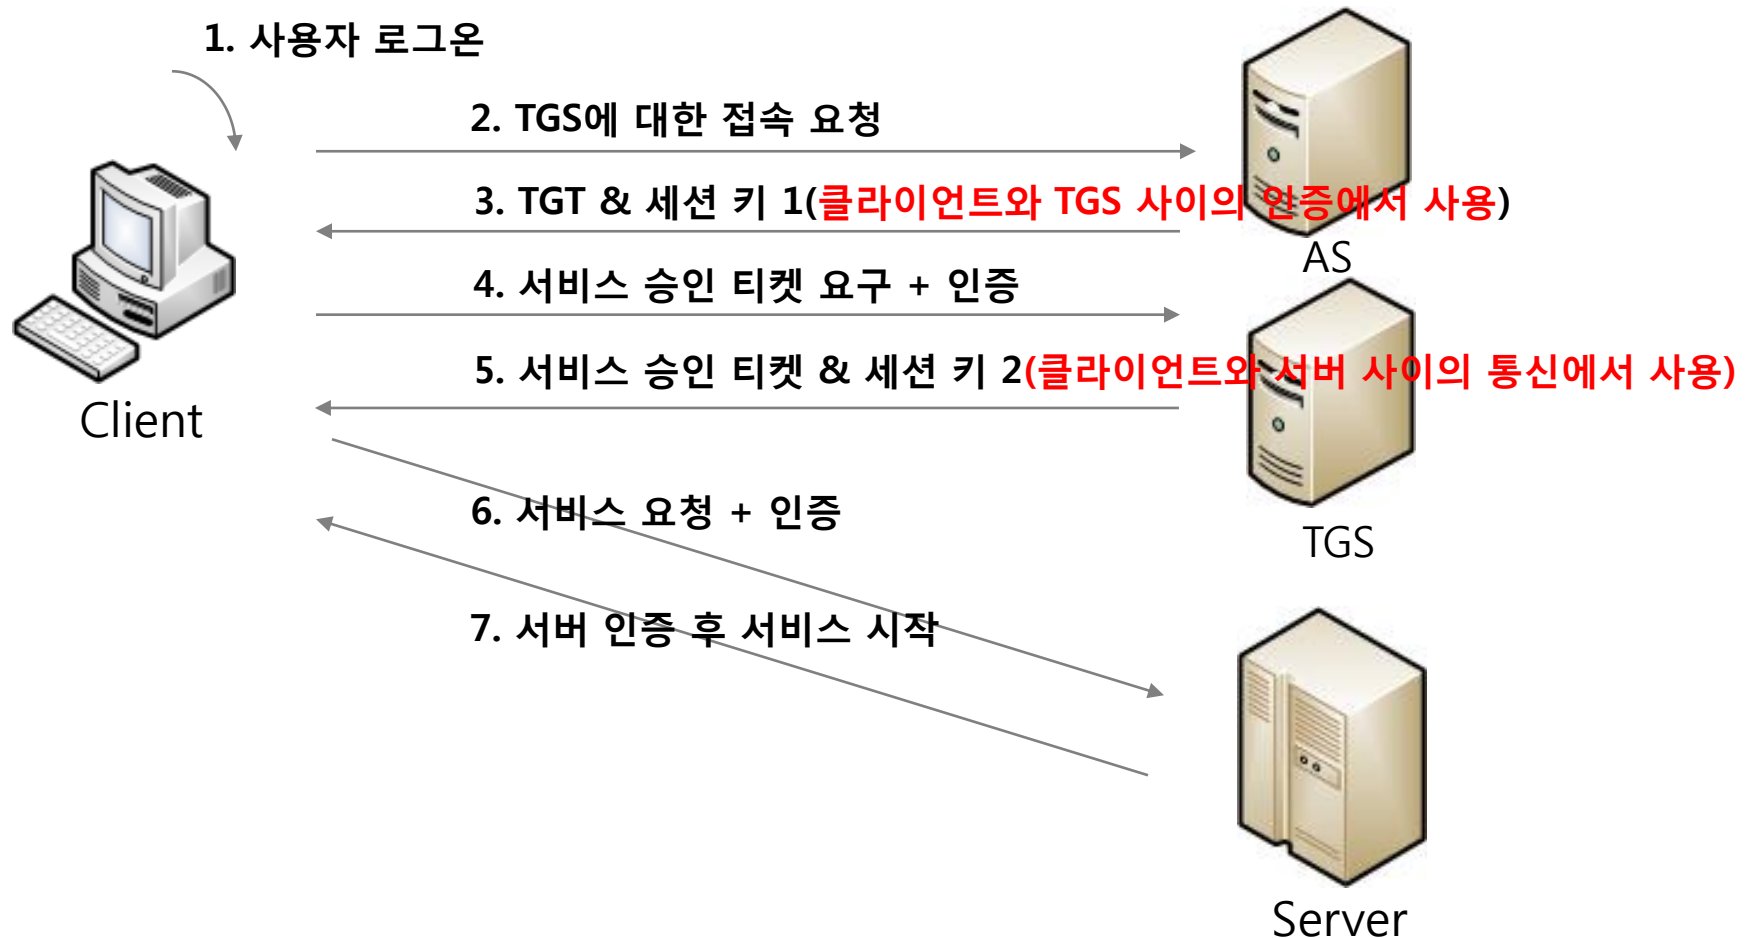 1. 사용자 로그온
2. TGS에 대한 접속 요청
3. TGT & 세션 키 1(클라이언트와 TGS 사이의 인증에서 사용)
AS
4. 서비스 승인 티켓 요구 + 인증
5. 서비스 승인 티켓 & 세션 키 2(클라이언트와 서버 사이의 통신에서 사용)
Client
6. 서비스 요청 + 인증
TGS
7. 서버 인증 후 서비스 시작
Server